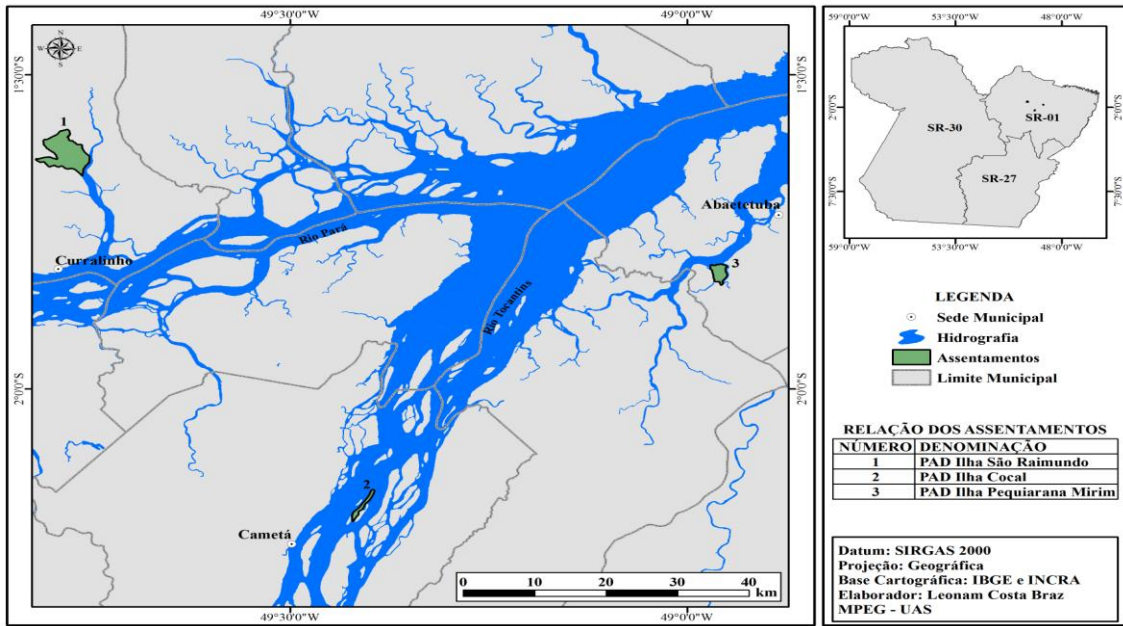 49°30'0"W
49°0'0"W
N
W
E
S
1
1°30'0"S
1°30'0"S
Abaetetuba
Rio Pará
3
Curralinho
Rio Tocantins
2°0'0"S
2°0'0"S
2
Cametá
0 10 20 30 40
km
49°30'0"W
49°0'0"W
59°0'0"W
53°30'0"W
48°0'0"W
2°0'0"S
2°0'0"S
SR-30
SR-01
SR-27
7°30'0"S
7°30'0"S
59°0'0"W
53°30'0"W
48°0'0"W
LEGENDA
Sede Municipal
Hidrografia
Assentamentos
Limite Municipal
RELAÇÃO DOS ASSENTAMENTOS
NÚMERO DENOMINAÇÃO
1 PAD Ilha São Raimundo
2 PAD Ilha Cocal
3 PAD Ilha Pequiarana Mirim
Datum: SIRGAS 2000
Projeção: Geográfica
Base Cartográfica: IBGE e INCRA
Elaborador: Leonam Costa Braz
MPEG - UAS